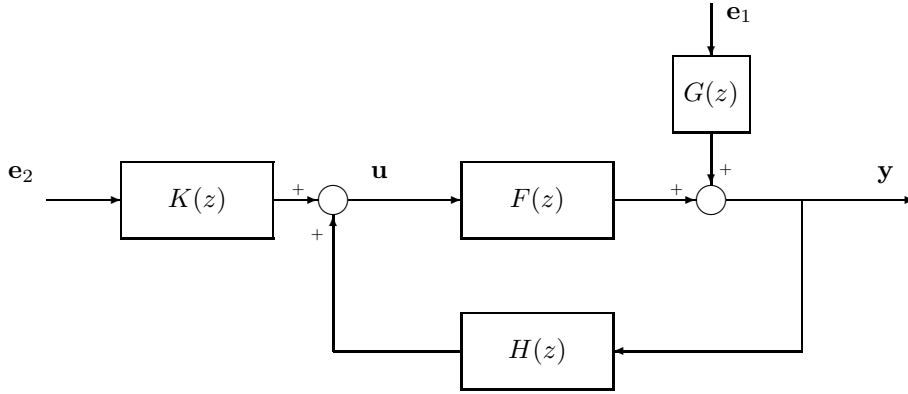 e₁
G(z)
+
e₂
K(z)
+
u
F(z)
+
y
+
H(z)